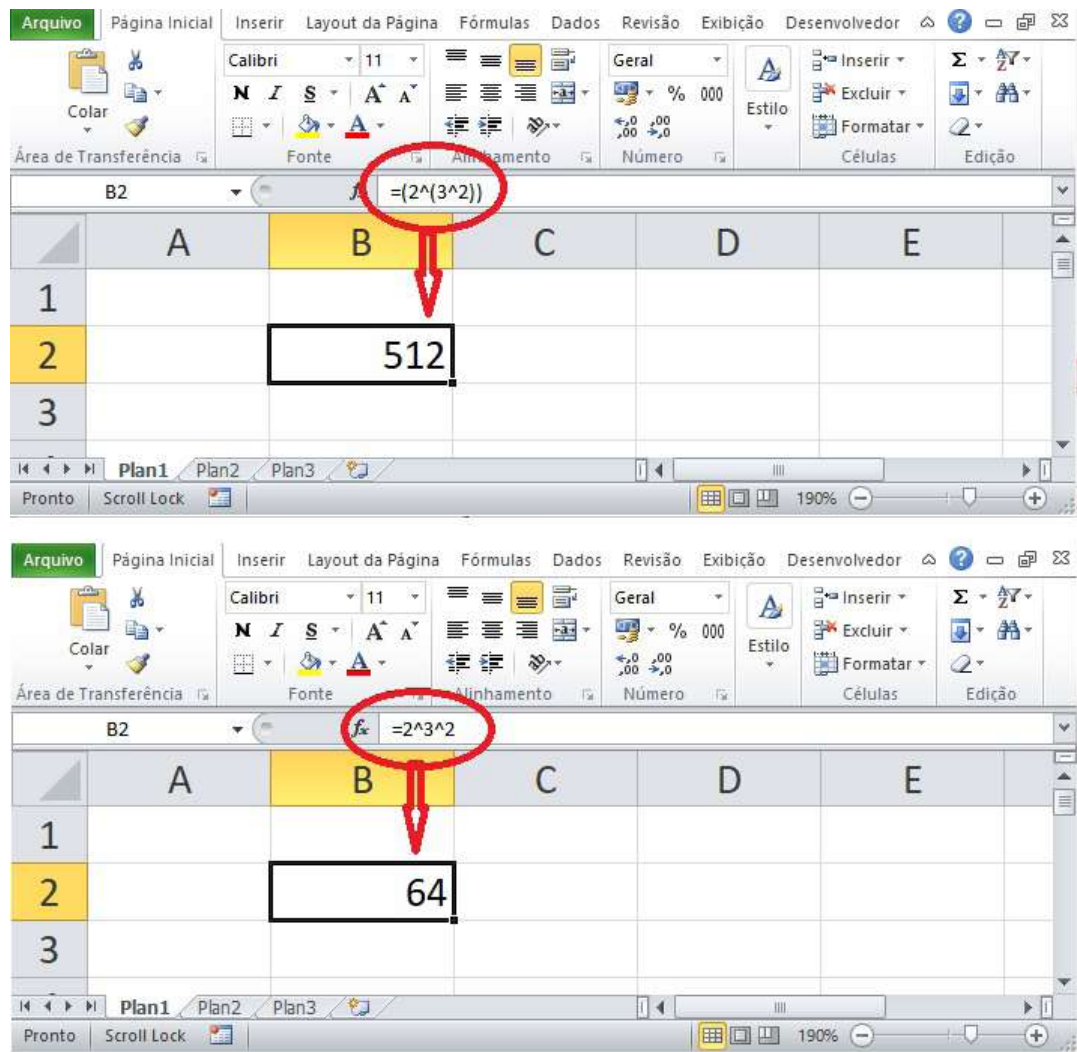 Arquivo Página Inicial Inserir Layout da Página Fórmulas Dados Revisão Exibição Desenvolvedor
Calibri 11 Geral Inserir Σ
Colar N I S A A % 000 Estilo Excluir
A ,00 ,00 Formatar
Área de Transferência Fonte Alinhamento Número Células Edição
B2 =(2^(3^2))
A B C D E
1
2 512
3
Plan1 Plan2 Plan3
Pronto Scroll Lock 190%
Arquivo Página Inicial Inserir Layout da Página Fórmulas Dados Revisão Exibição Desenvolvedor
Calibri 11 Geral Inserir Σ
Colar N I S A A % 000 Estilo Excluir
A ,00 ,00 Formatar
Área de Transferência Fonte Alinhamento Número Células Edição
B2 fx =2^3^2
A B C D E
1
2 64
3
Plan1 Plan2 Plan3
Pronto Scroll Lock 190%